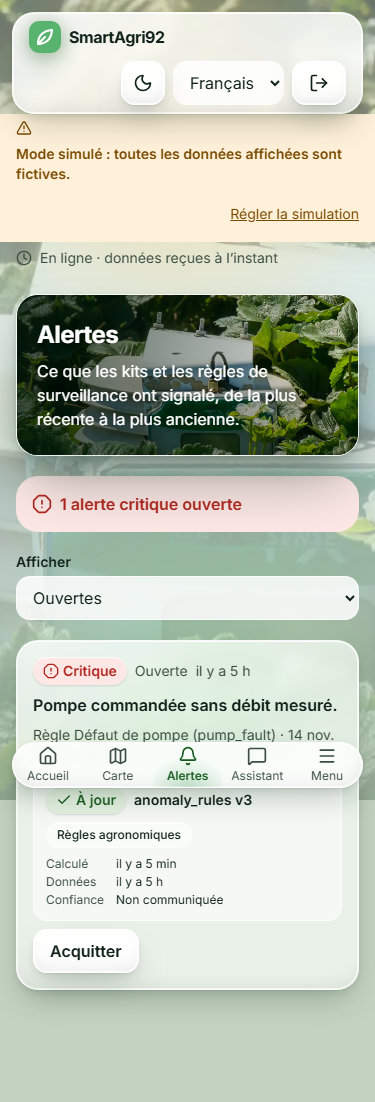 SmartAgri92
Français
Mode simulé : toutes les données affichées sont
fictives.
Régler la simulation
En ligne · données reçues à l’instant
Alertes
Ce que les kits et les règles de
surveillance ont signalé, de la plus
récente à la plus ancienne.
1 alerte critique ouverte
Afficher
Ouvertes
Critique Ouverte il y a 5 h
Pompe commandée sans débit mesuré.
Règle Défaut de pompe (pump_fault) · 14 nov.
Accueil Carte Alertes Assistant Menu
À jour anomaly_rules v3
Règles agronomiques
Calculé il y a 5 min
Données il y a 5 h
Confiance Non communiquée
Acquitter